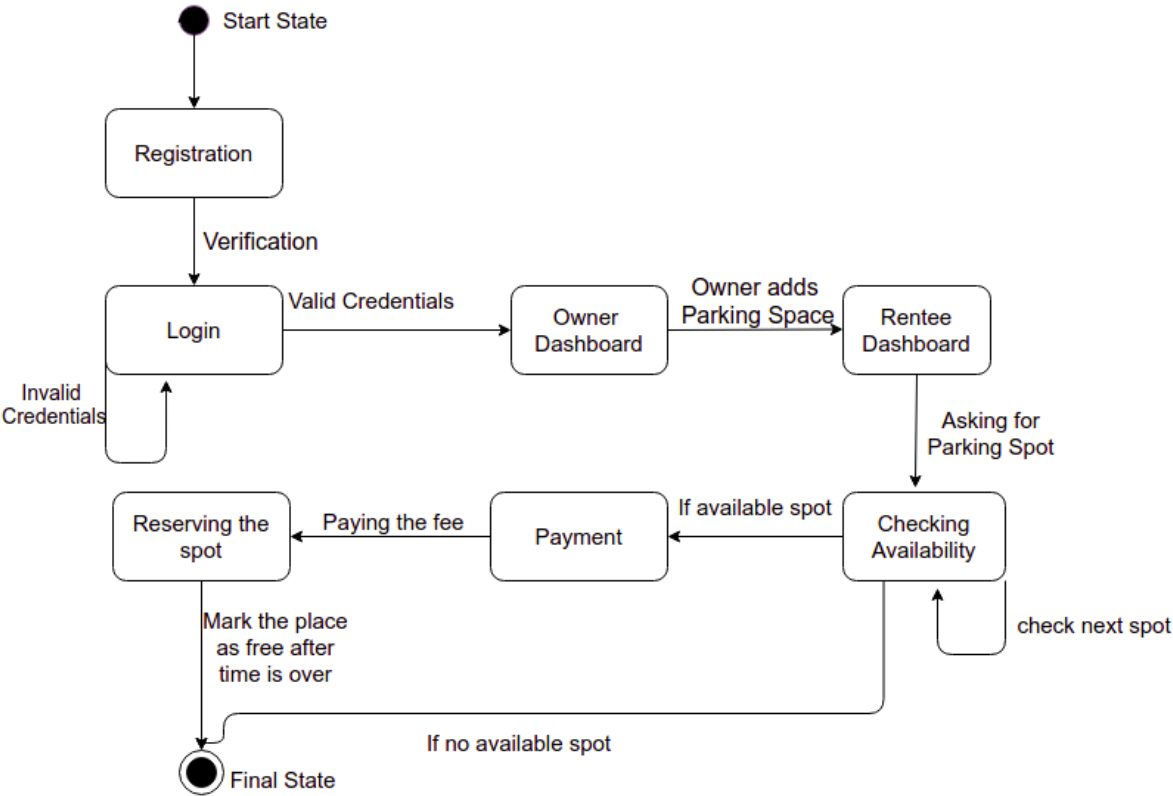 Start State
Registration
Verification
Login
Valid Credentials
Owner
Dashboard
Owner adds
Parking Space
Rentee
Dashboard
Invalid
Credentials
Asking for
Parking Spot
Reserving the
spot
Paying the fee
Payment
If available spot
Checking
Availability
check next spot
Mark the place
as free after
time is over
If no available spot
Final State